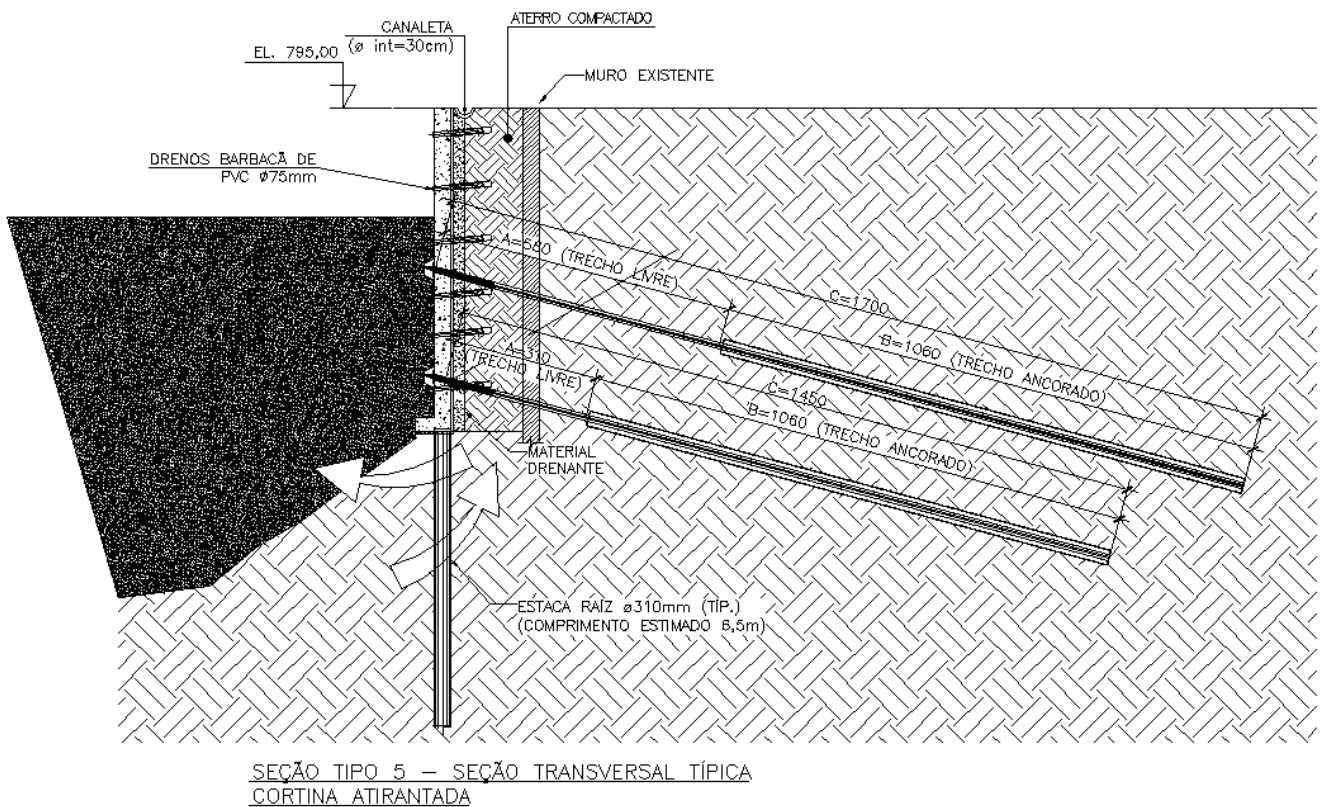 ATERRO COMPACTADO
CANALETA
(ø int=30cm)
EL. 795,00
MURO EXISTENTE
DRENOS BARBACÃ DE
PVC Ø75mm
A=560 (TRECHO LIVRE)
C=1700
B=1060 (TRECHO ANCORADO)
A=310
(TRECHO LIVRE)
C=1450
B=1060 (TRECHO ANCORADO)
MATERIAL
DRENANTE
ESTACA RAÍZ ø310mm (TÍP.)
(COMPRIMENTO ESTIMADO 6,5m)
SEÇÃO TIPO 5 – SEÇÃO TRANSVERSAL TÍPICA
CORTINA ATIRANTADA